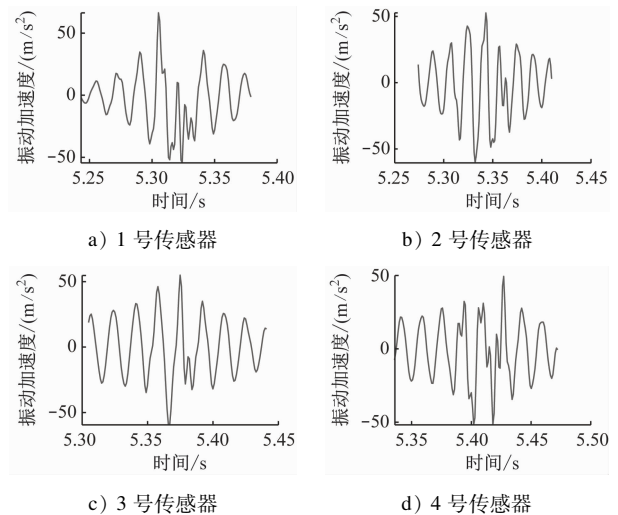 振动加速度/(m/s²)
50
0
−50
5.25 5.30 5.35 5.40
时间/s
a) 1 号传感器
振动加速度/(m/s²)
50
0
−50
5.25 5.30 5.35 5.41 5.45
时间/s
b) 2 号传感器
振动加速度/(m/s²)
50
0
−50
5.30 5.35 5.40 5.45
时间/s
c) 3 号传感器
振动加速度/(m/s²)
50
0
−50
5.35 5.40 5.45 5.50
时间/s
d) 4 号传感器